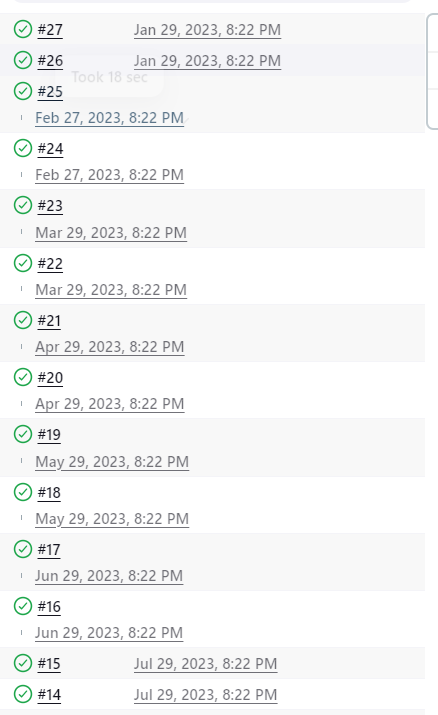 #27 Jan 29, 2023, 8:22 PM
#26 Jan 29, 2023, 8:22 PM
Took 18 sec
#25
Feb 27, 2023, 8:22 PM
#24
Feb 27, 2023, 8:22 PM
#23
Mar 29, 2023, 8:22 PM
#22
Mar 29, 2023, 8:22 PM
#21
Apr 29, 2023, 8:22 PM
#20
Apr 29, 2023, 8:22 PM
#19
May 29, 2023, 8:22 PM
#18
May 29, 2023, 8:22 PM
#17
Jun 29, 2023, 8:22 PM
#16
Jun 29, 2023, 8:22 PM
#15 Jul 29, 2023, 8:22 PM
#14 Jul 29, 2023, 8:22 PM